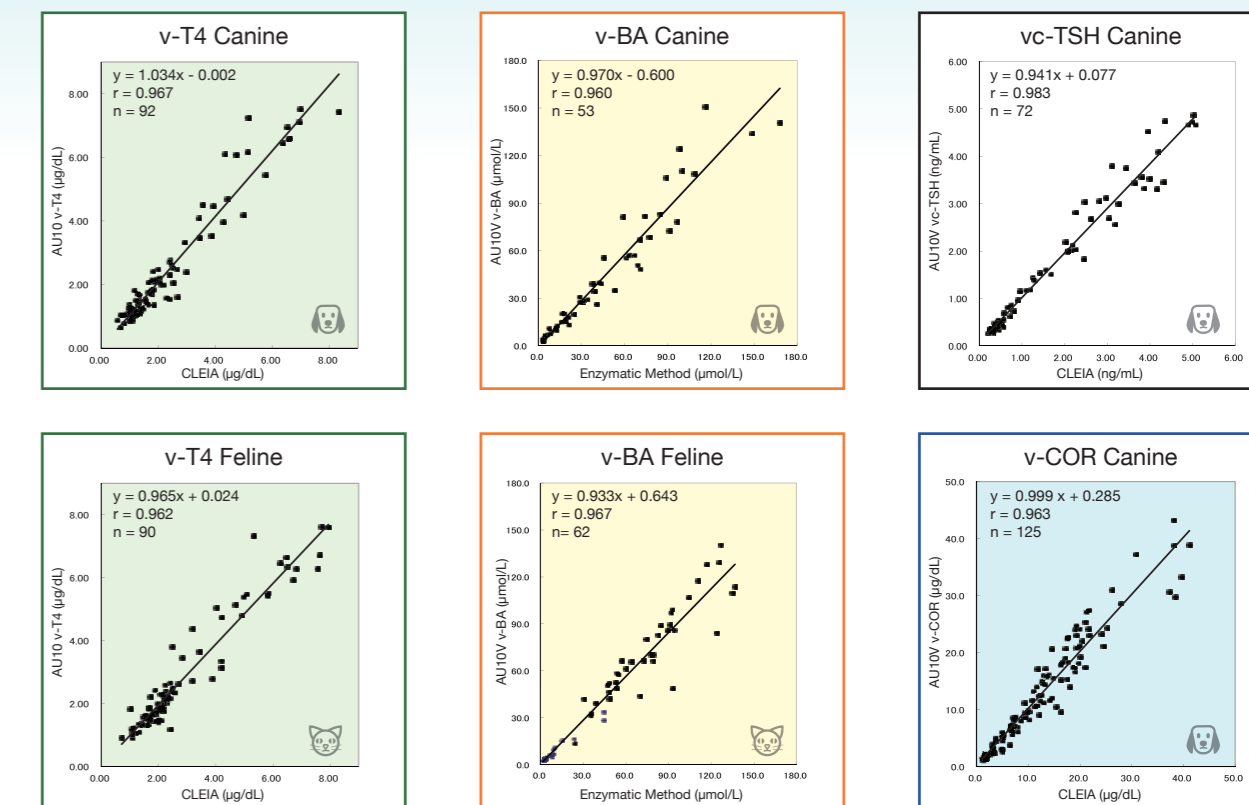 v-T4 Canine
y = 1.034x - 0.002
r = 0.967
n = 92
AU10 v-T4 (µg/dL)
8.00
6.00
4.00
2.00
0.00
0.00 2.00 4.00 6.00 8.00
CLEIA (µg/dL)
v-BA Canine
y = 0.970x - 0.600
r = 0.960
n = 53
AU10V v-BA (µmol/L)
180.0
150.0
120.0
90.0
60.0
30.0
0.0
0.0 30.0 60.0 90.0 120.0 150.0 180.0
Enzymatic Method (µmol/L)
vc-TSH Canine
y = 0.941x + 0.077
r = 0.983
n = 72
AU10V vc-TSH (ng/mL)
6.00
5.00
4.00
3.00
2.00
1.00
0.00
0.00 1.00 2.00 3.00 4.00 5.00 6.00
CLEIA (ng/mL)
v-T4 Feline
y = 0.965x + 0.024
r = 0.962
n = 90
AU10 v-T4 (µg/dL)
8.00
6.00
4.00
2.00
0.00
0.00 2.00 4.00 6.00 8.00
CLEIA (µg/dL)
v-BA Feline
y = 0.933x + 0.643
r = 0.967
n= 62
AU10V v-BA (µmol/L)
180.0
150.0
120.0
90.0
60.0
30.0
0.0
0.0 30.0 60.0 90.0 120.0 150.0 180.0
Enzymatic Method (µmol/L)
v-COR Canine
y = 0.999 x + 0.285
r = 0.963
n= 125
AU10V v-COR (µg/dL)
50.0
40.0
30.0
20.0
10.0
0.0
0.0 10.0 20.0 30.0 40.0 50.0
CLEIA (µg/dL)